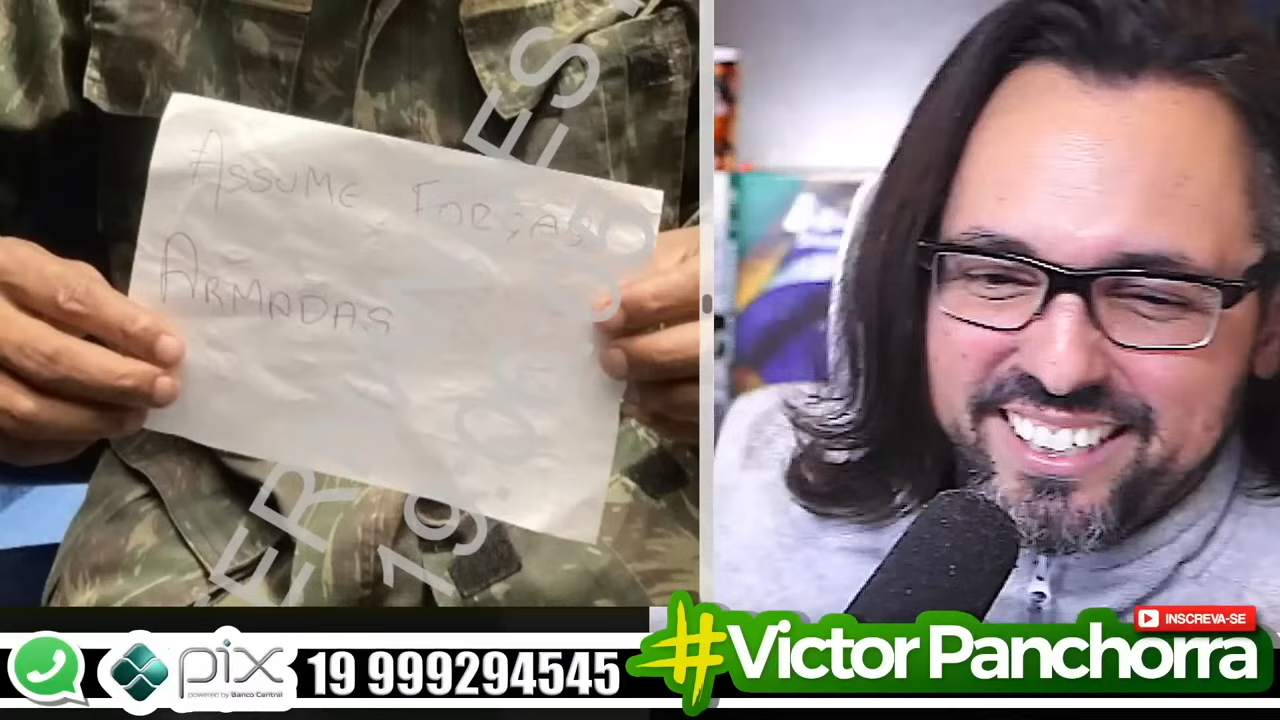 ASSUME FORÇAS
ARMADAS
pix
powered by Banco Central
19 999294545
#Victor Panchorra
INSCREVA-SE